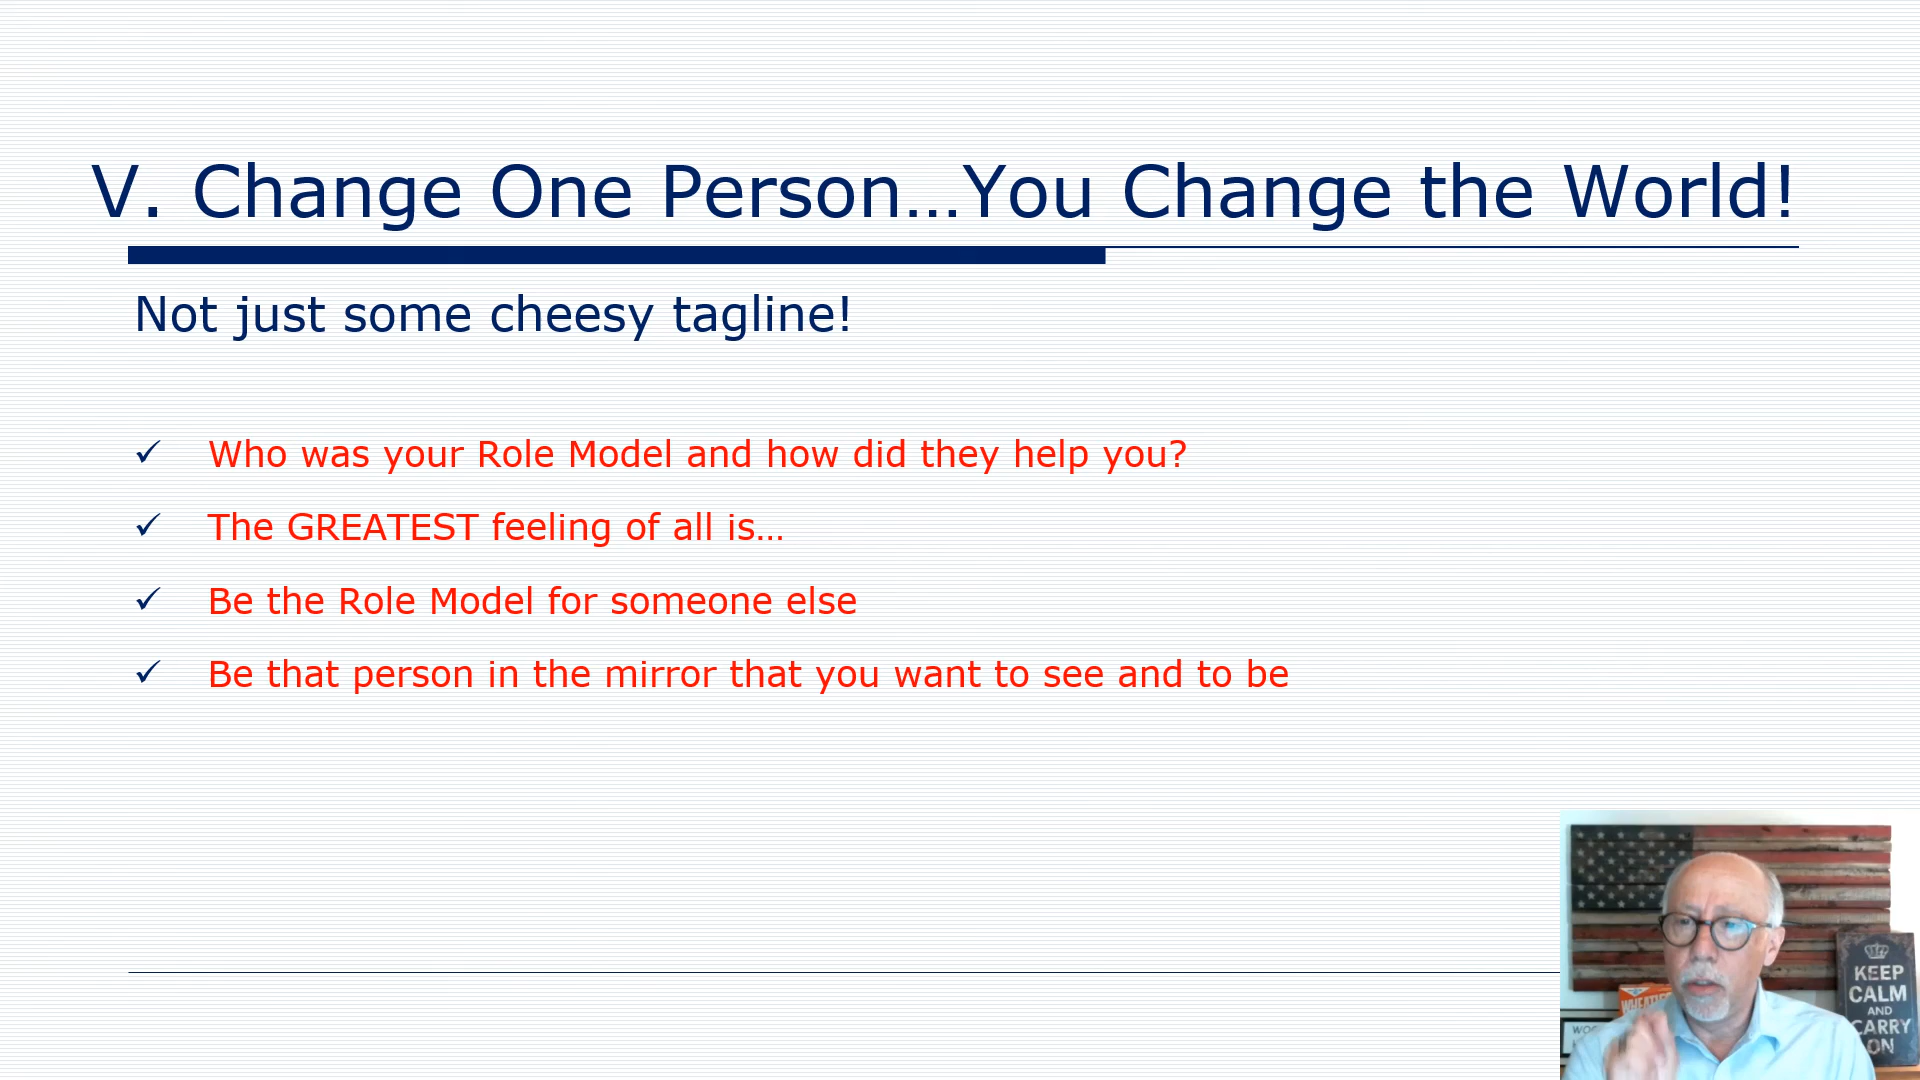 V. Change One Person…You Change the World!
Not just some cheesy tagline!
✓ Who was your Role Model and how did they help you?
✓ The GREATEST feeling of all is…
✓ Be the Role Model for someone else
✓ Be that person in the mirror that you want to see and to be
KEEP
CALM
AND
CARRY
ON